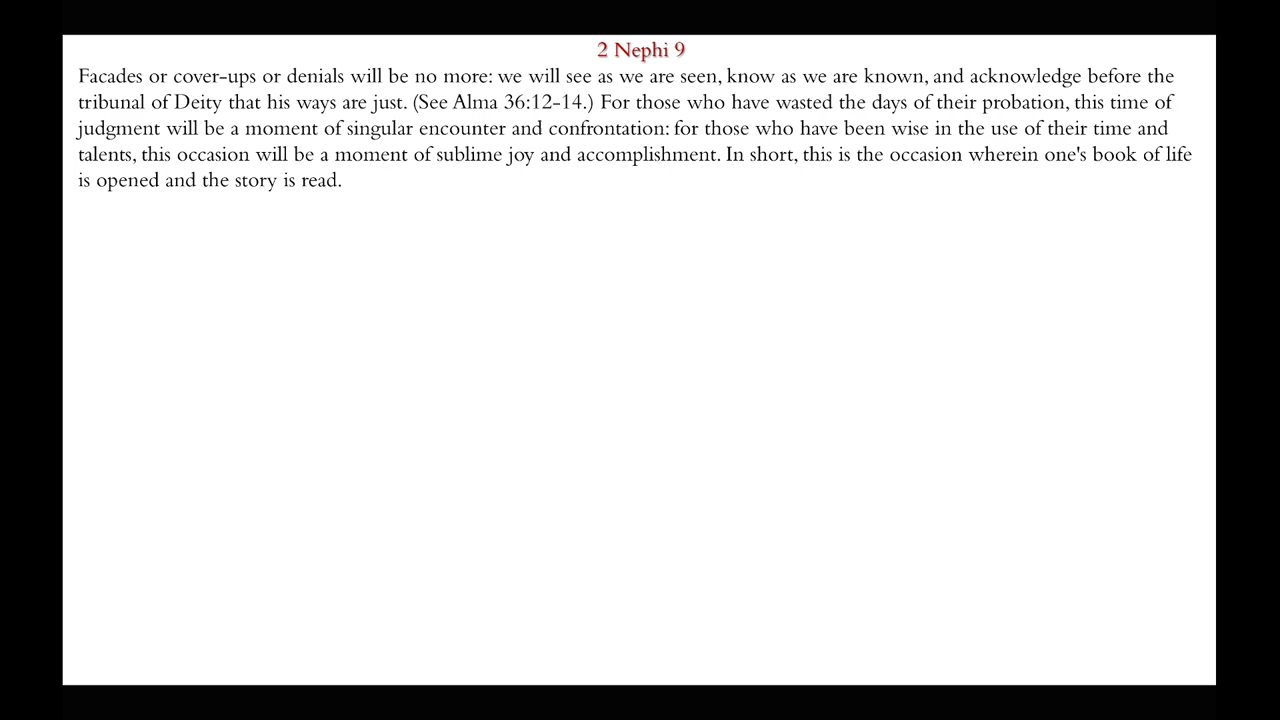 2 Nephi 9
Facades or cover-ups or denials will be no more: we will see as we are seen, know as we are known, and acknowledge before the
tribunal of Deity that his ways are just. (See Alma 36:12-14.) For those who have wasted the days of their probation, this time of
judgment will be a moment of singular encounter and confrontation: for those who have been wise in the use of their time and
talents, this occasion will be a moment of sublime joy and accomplishment. In short, this is the occasion wherein one's book of life
is opened and the story is read.